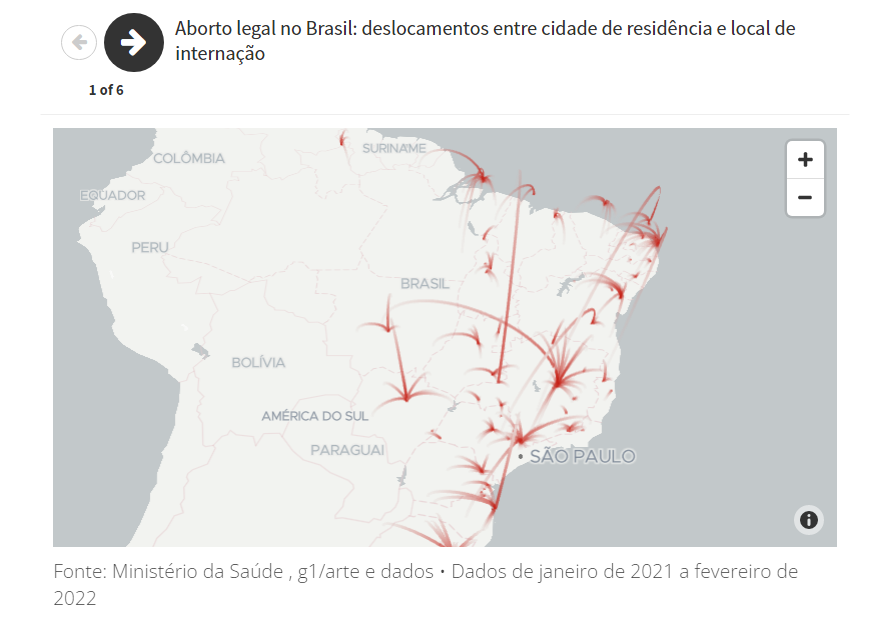 Aborto legal no Brasil: deslocamentos entre cidade de residência e local de
internação
1 of 6
SURINAME
COLÔMBIA
EQUADOR
PERU
BRASIL
BOLÍVIA
AMÉRICA DO SUL
PARAGUAI
SÃO PAULO
Fonte: Ministério da Saúde , g1/arte e dados • Dados de janeiro de 2021 a fevereiro de
2022